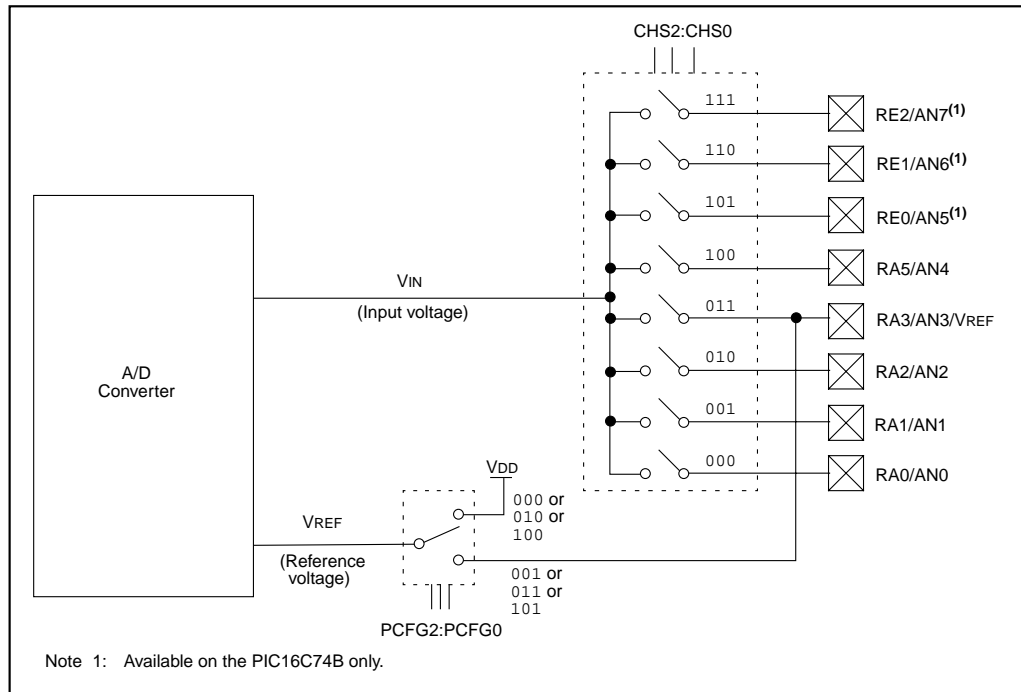 CHS2:CHS0
111
RE2/AN7(1)
110
RE1/AN6(1)
101
RE0/AN5(1)
100
RA5/AN4
VIN
(Input voltage)
011
RA3/AN3/VREF
A/D
Converter
010
RA2/AN2
001
RA1/AN1
000
RA0/AN0
VDD
000 or
010 or
100
VREF
(Reference
voltage)
001 or
011 or
101
PCFG2:PCFG0
Note 1: Available on the PIC16C74B only.